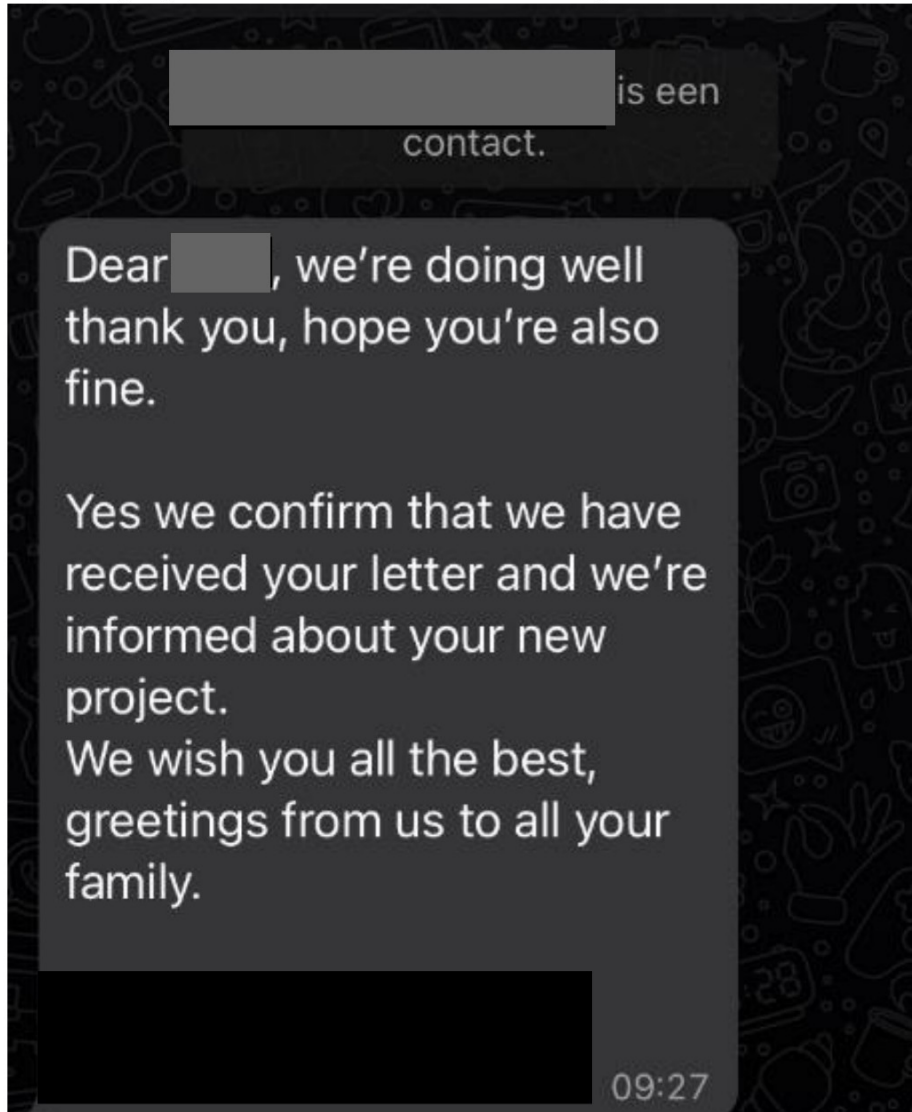 is een
contact.
Dear , we’re doing well
thank you, hope you’re also
fine.
Yes we confirm that we have
received your letter and we’re
informed about your new
project.
We wish you all the best,
greetings from us to all your
family.
09:27